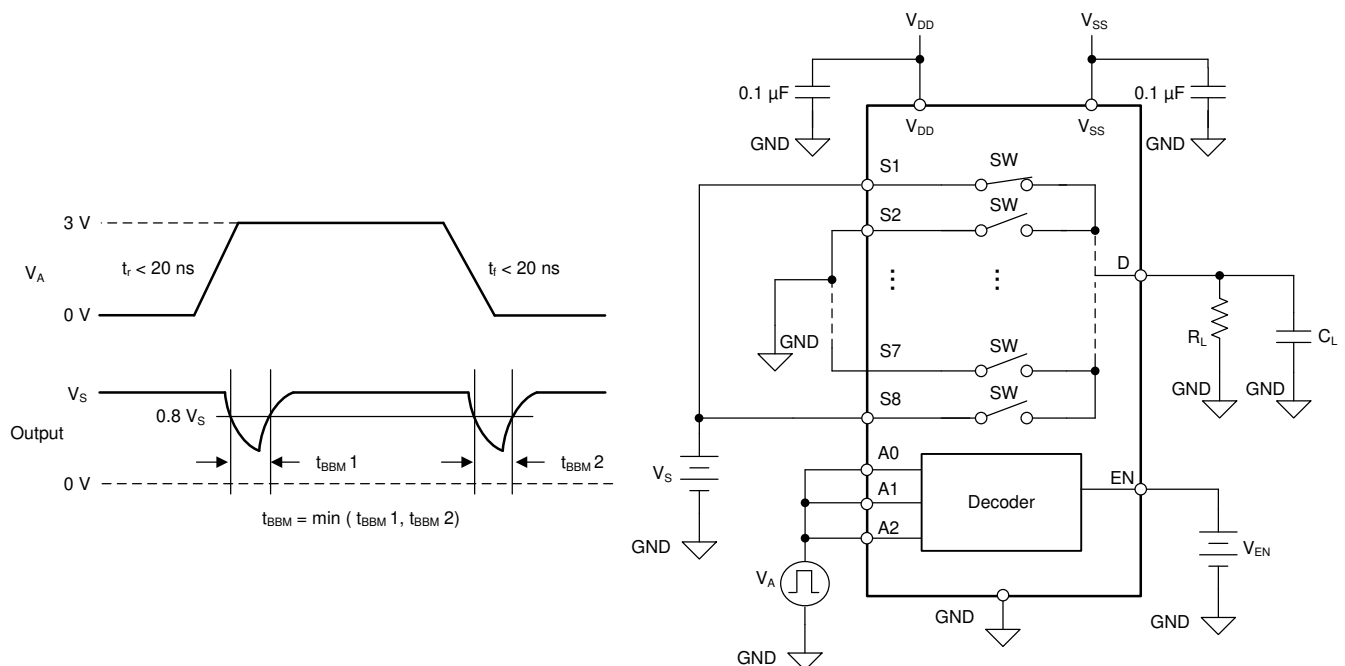 3 V
V_A
t_r < 20 ns
t_f < 20 ns
0 V
V_S
0.8 V_S
Output
t_BBM 1
t_BBM 2
0 V
t_BBM = min ( t_BBM 1, t_BBM 2)
V_DD
V_SS
0.1 µF
0.1 µF
V_DD
V_SS
GND
GND
S1
SW
S2
SW
...
...
D
GND
S7
SW
R_L
C_L
S8
SW
GND
GND
V_S
A0
A1
A2
Decoder
EN
GND
V_EN
V_A
GND
GND
GND